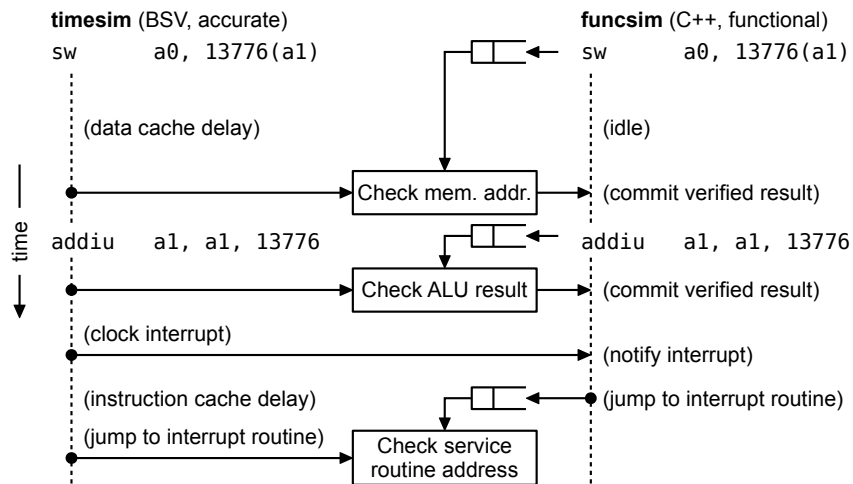 timesim (BSV, accurate) funcsim (C++, functional)
sw a0, 13776(a1) sw a0, 13776(a1)
(data cache delay) (idle)
Check mem. addr. (commit verified result)
time
addiu a1, a1, 13776 addiu a1, a1, 13776
Check ALU result (commit verified result)
(clock interrupt) (notify interrupt)
(instruction cache delay) (jump to interrupt routine)
(jump to interrupt routine) Check service
routine address